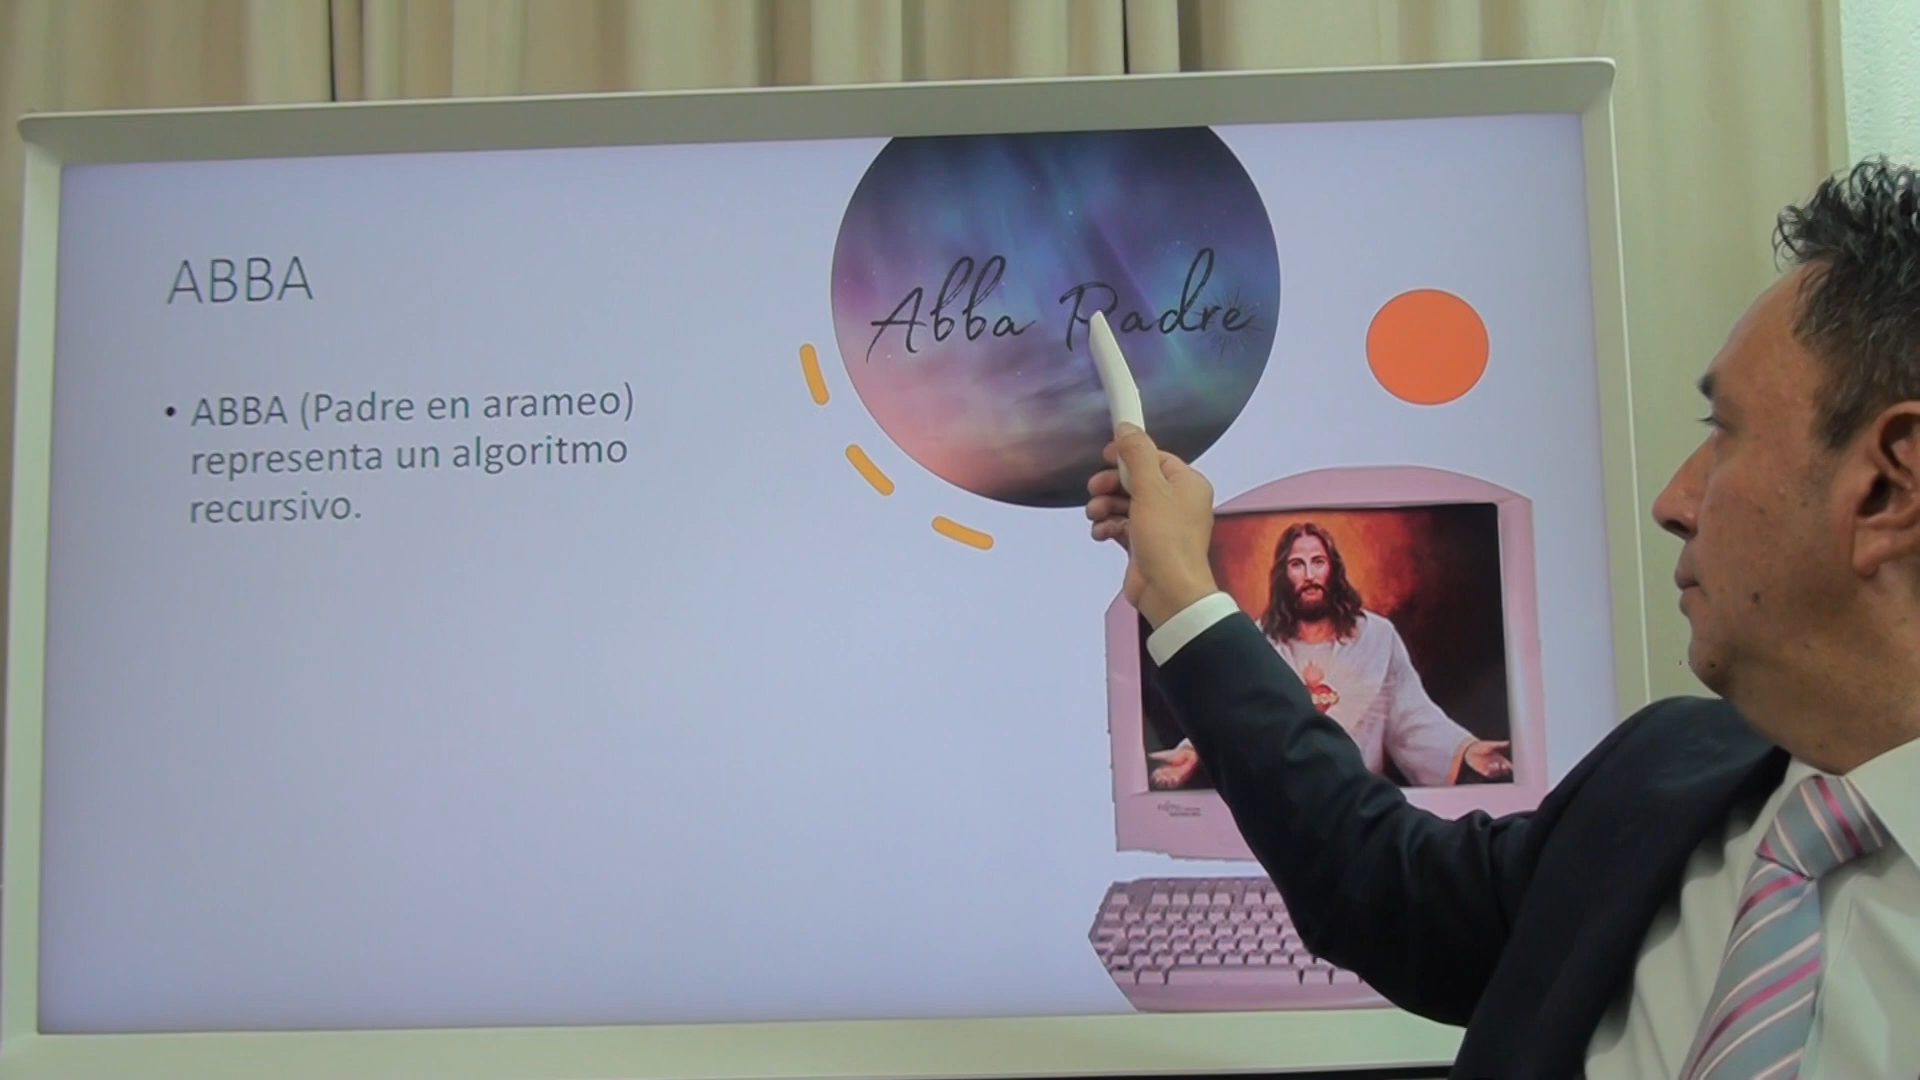 ABBA
• ABBA (Padre en arameo)
representa un algoritmo
recursivo.
Abba Padre